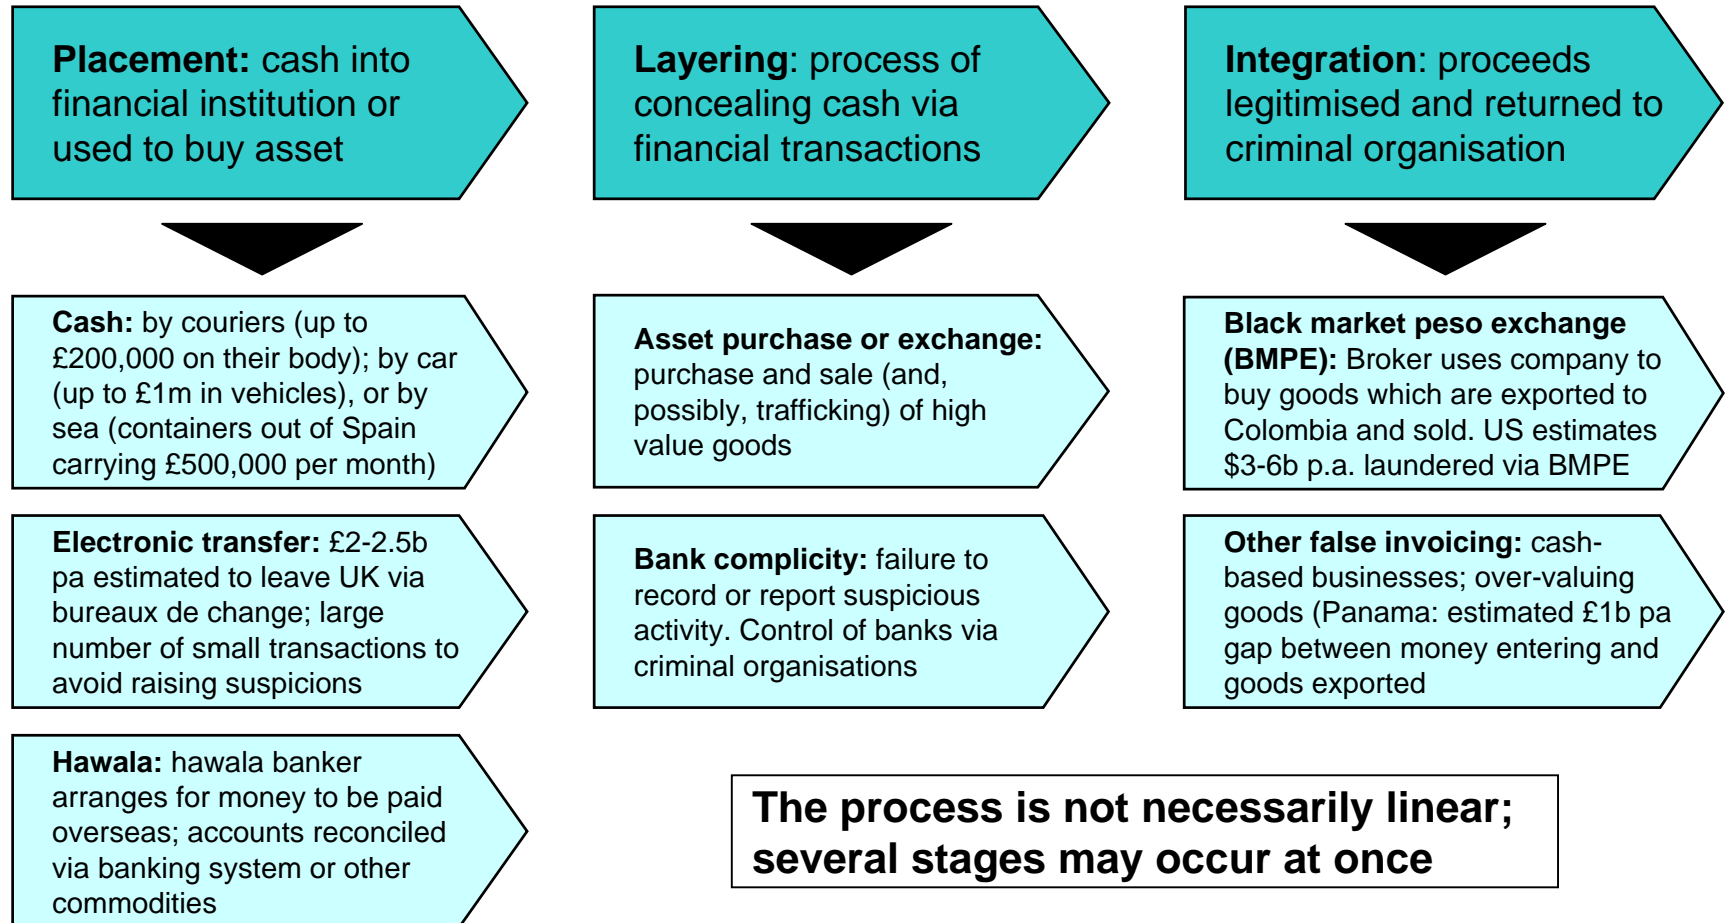 Placement: cash into
financial institution or
used to buy asset
Layering: process of
concealing cash via
financial transactions
Integration: proceeds
legitimised and returned to
criminal organisation
Cash: by couriers (up to
£200,000 on their body); by car
(up to £1m in vehicles), or by
sea (containers out of Spain
carrying £500,000 per month)
Electronic transfer: £2-2.5b
pa estimated to leave UK via
bureaux de change; large
number of small transactions to
avoid raising suspicions
Hawala: hawala banker
arranges for money to be paid
overseas; accounts reconciled
via banking system or other
commodities
Asset purchase or exchange:
purchase and sale (and,
possibly, trafficking) of high
value goods
Bank complicity: failure to
record or report suspicious
activity. Control of banks via
criminal organisations
Black market peso exchange
(BMPE): Broker uses company to
buy goods which are exported to
Colombia and sold. US estimates
$3-6b p.a. laundered via BMPE
Other false invoicing: cash-
based businesses; over-valuing
goods (Panama: estimated £1b pa
gap between money entering and
goods exported
The process is not necessarily linear;
several stages may occur at once